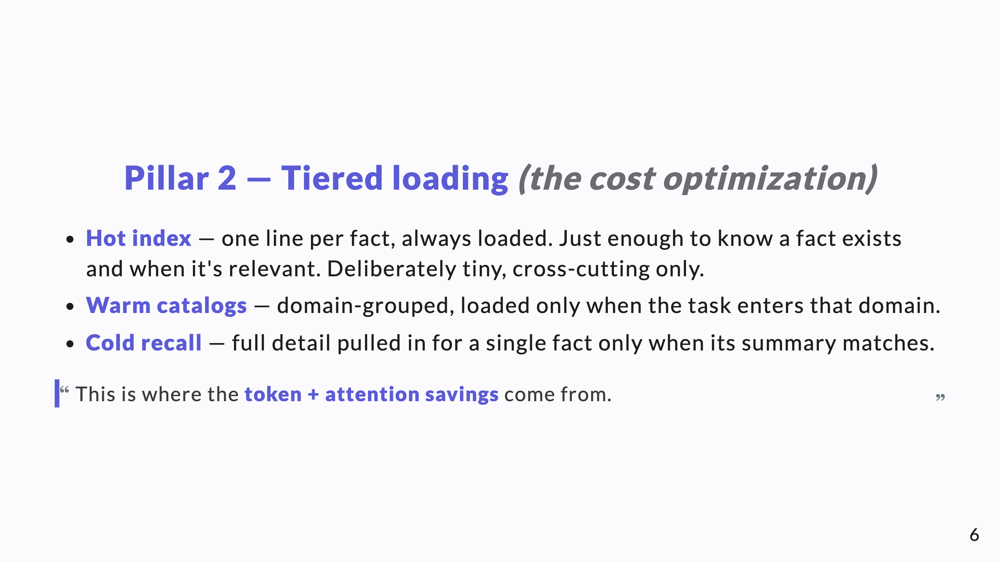 Pillar 2 — Tiered loading (the cost optimization)
• Hot index — one line per fact, always loaded. Just enough to know a fact exists
and when it's relevant. Deliberately tiny, cross-cutting only.
• Warm catalogs — domain-grouped, loaded only when the task enters that domain.
• Cold recall — full detail pulled in for a single fact only when its summary matches.
“ This is where the token + attention savings come from. ”
6